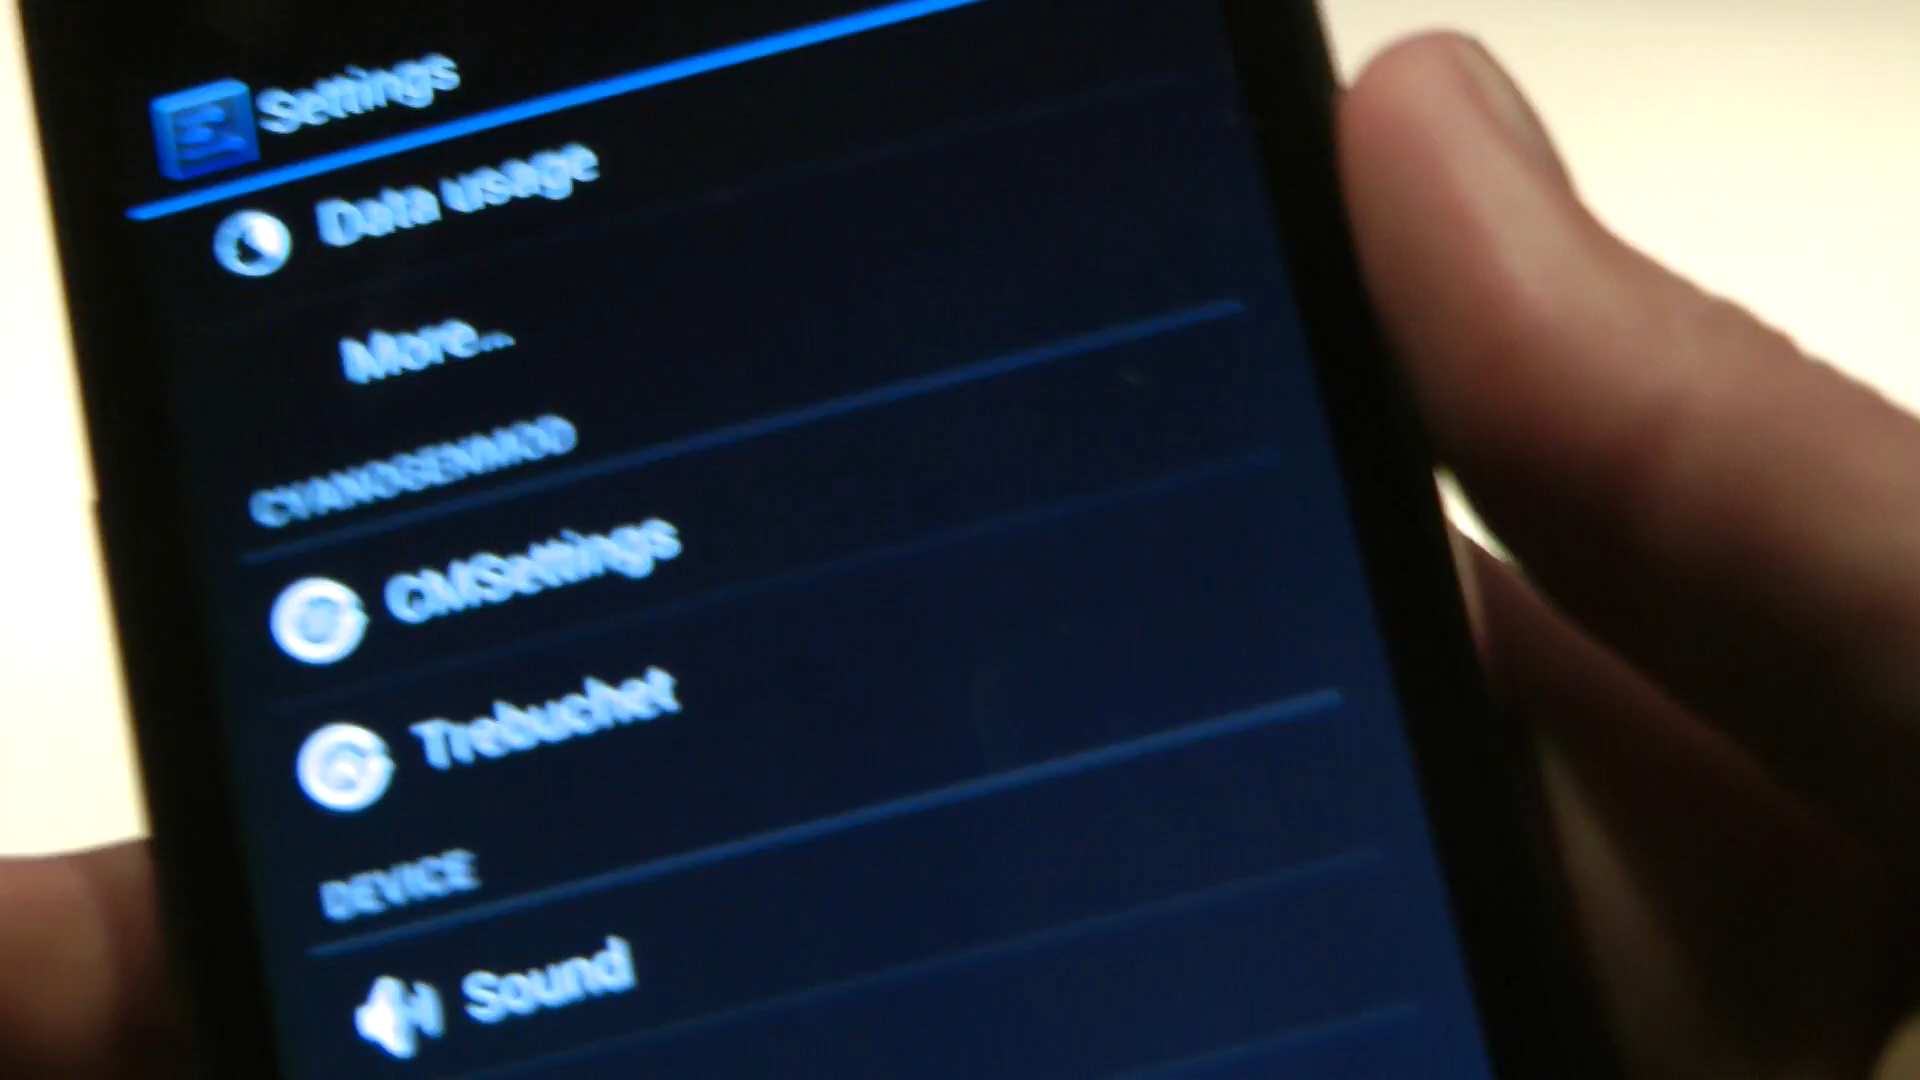 Settings
Data usage
More...
CYANOGENMOD
CMSettings
Trebuchet
DEVICE
Sound